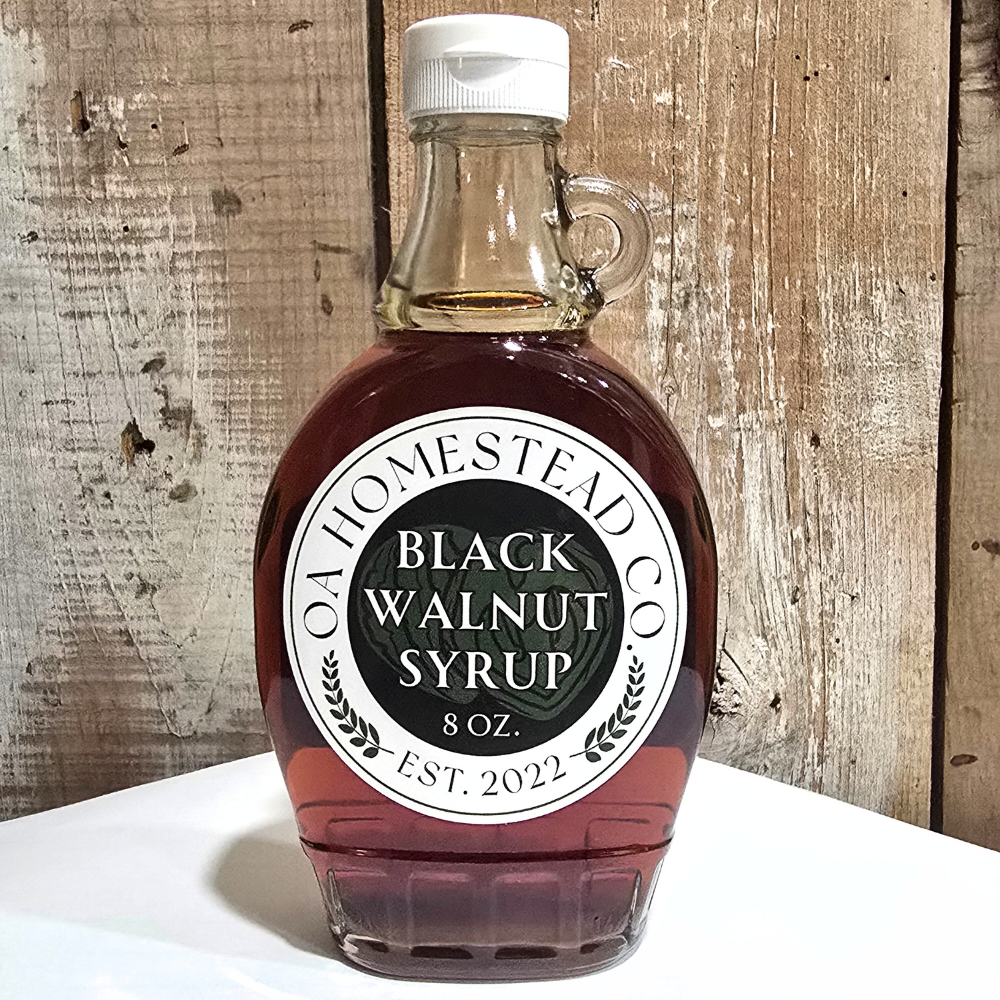 OA HOMESTEAD CO.
BLACK
WALNUT
SYRUP
8 OZ.
EST. 2022